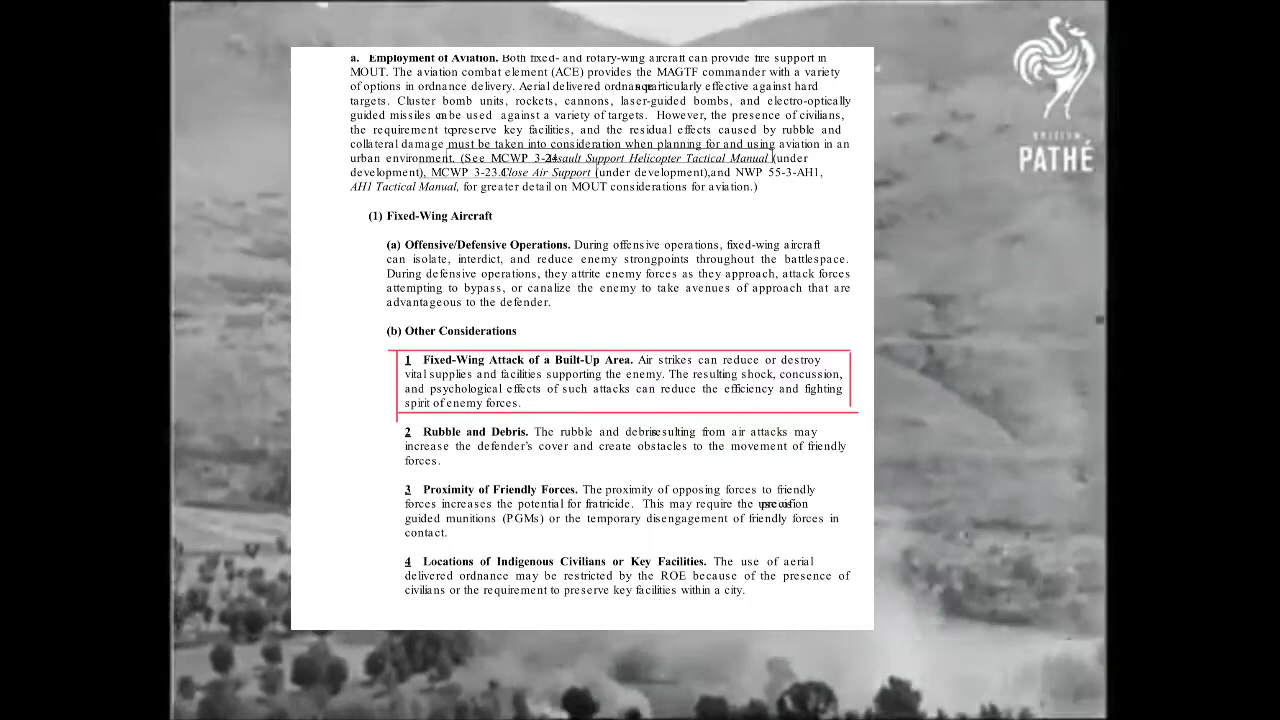 a. Employment of Aviation. Both fixed- and rotary-wing aircraft can provide fire support in
MOUT. The aviation combat element (ACE) provides the MAGTF commander with a variety
of options in ordnance delivery. Aerial delivered ordnance particularly effective against hard
targets. Cluster bomb units, rockets, cannons, laser-guided bombs, and electro-optically
guided missiles can be used against a variety of targets. However, the presence of civilians,
the requirement to preserve key facilities, and the residual effects caused by rubble and
collateral damage must be taken into consideration when planning for and using aviation in an
urban environment. (See MCWP 3-24 Assault Support Helicopter Tactical Manual (under
development), MCWP 3-23.1 Close Air Support (under development),and NWP 55-3-AH1,
AH1 Tactical Manual, for greater detail on MOUT considerations for aviation.)
(1) Fixed-Wing Aircraft
(a) Offensive/Defensive Operations. During offensive operations, fixed-wing aircraft
can isolate, interdict, and reduce enemy strongpoints throughout the battlespace.
During defensive operations, they attrite enemy forces as they approach, attack forces
attempting to bypass, or canalize the enemy to take avenues of approach that are
advantageous to the defender.
(b) Other Considerations
1 Fixed-Wing Attack of a Built-Up Area. Air strikes can reduce or destroy
vital supplies and facilities supporting the enemy. The resulting shock, concussion,
and psychological effects of such attacks can reduce the efficiency and fighting
spirit of enemy forces.
2 Rubble and Debris. The rubble and debris resulting from air attacks may
increase the defender's cover and create obstacles to the movement of friendly
forces.
3 Proximity of Friendly Forces. The proximity of opposing forces to friendly
forces increases the potential for fratricide. This may require the use of precision
guided munitions (PGMs) or the temporary disengagement of friendly forces in
contact.
4 Locations of Indigenous Civilians or Key Facilities. The use of aerial
delivered ordnance may be restricted by the ROE because of the presence of
civilians or the requirement to preserve key facilities within a city.
BRITISH
PATHÉ